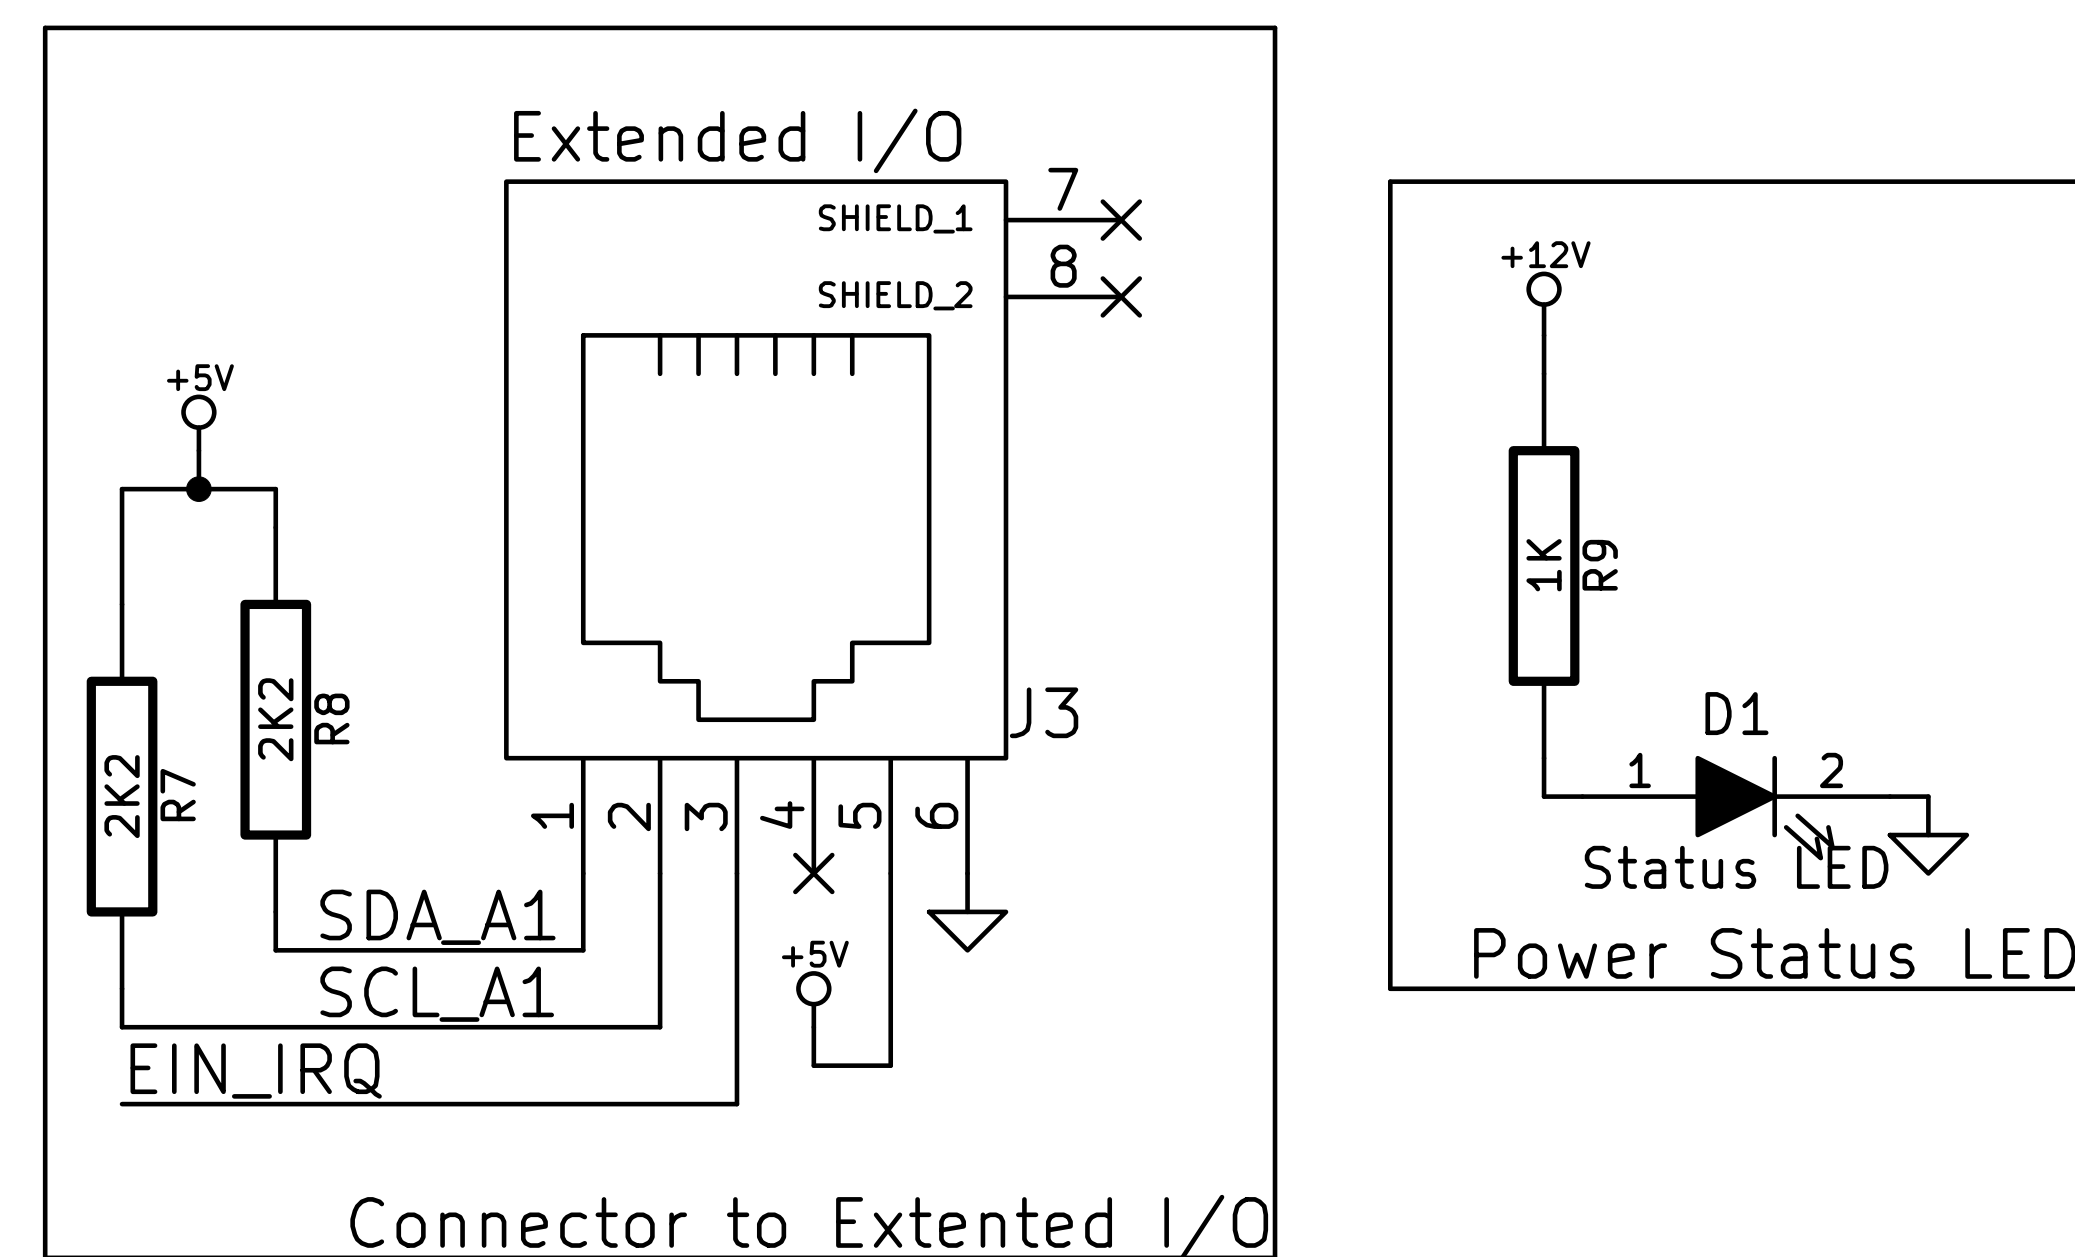 Extended I/O
7
SHIELD_1
8
SHIELD_2
+5V
J3
2K2
R8
2K2
R7
1 2 3 4 5 6
SDA_A1
+5V
SCL_A1
EIN_IRQ
Connector to Extented I/O
+12V
1K
R9
D1
1 2
Status LED
Power Status LED